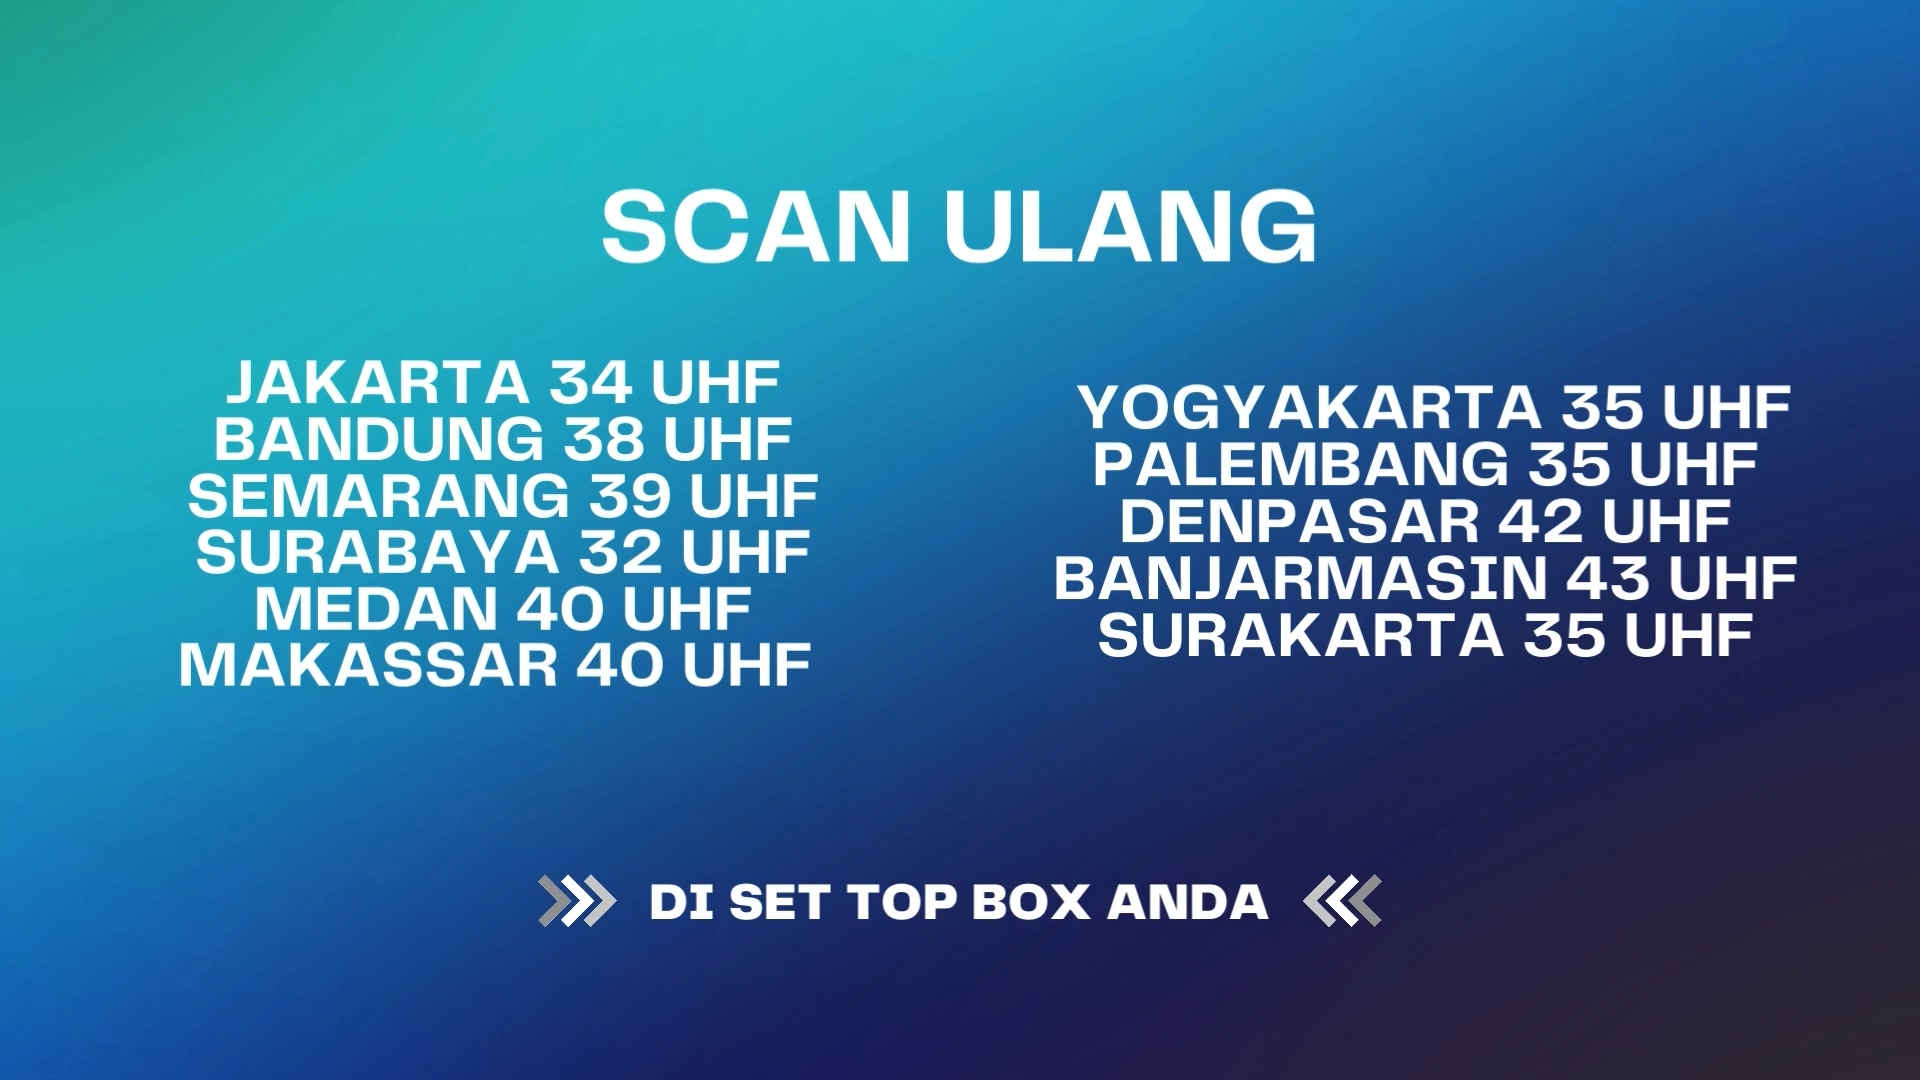 SCAN ULANG
JAKARTA 34 UHF
BANDUNG 38 UHF
SEMARANG 39 UHF
SURABAYA 32 UHF
MEDAN 40 UHF
MAKASSAR 40 UHF
YOGYAKARTA 35 UHF
PALEMBANG 35 UHF
DENPASAR 42 UHF
BANJARMASIN 43 UHF
SURAKARTA 35 UHF
DI SET TOP BOX ANDA